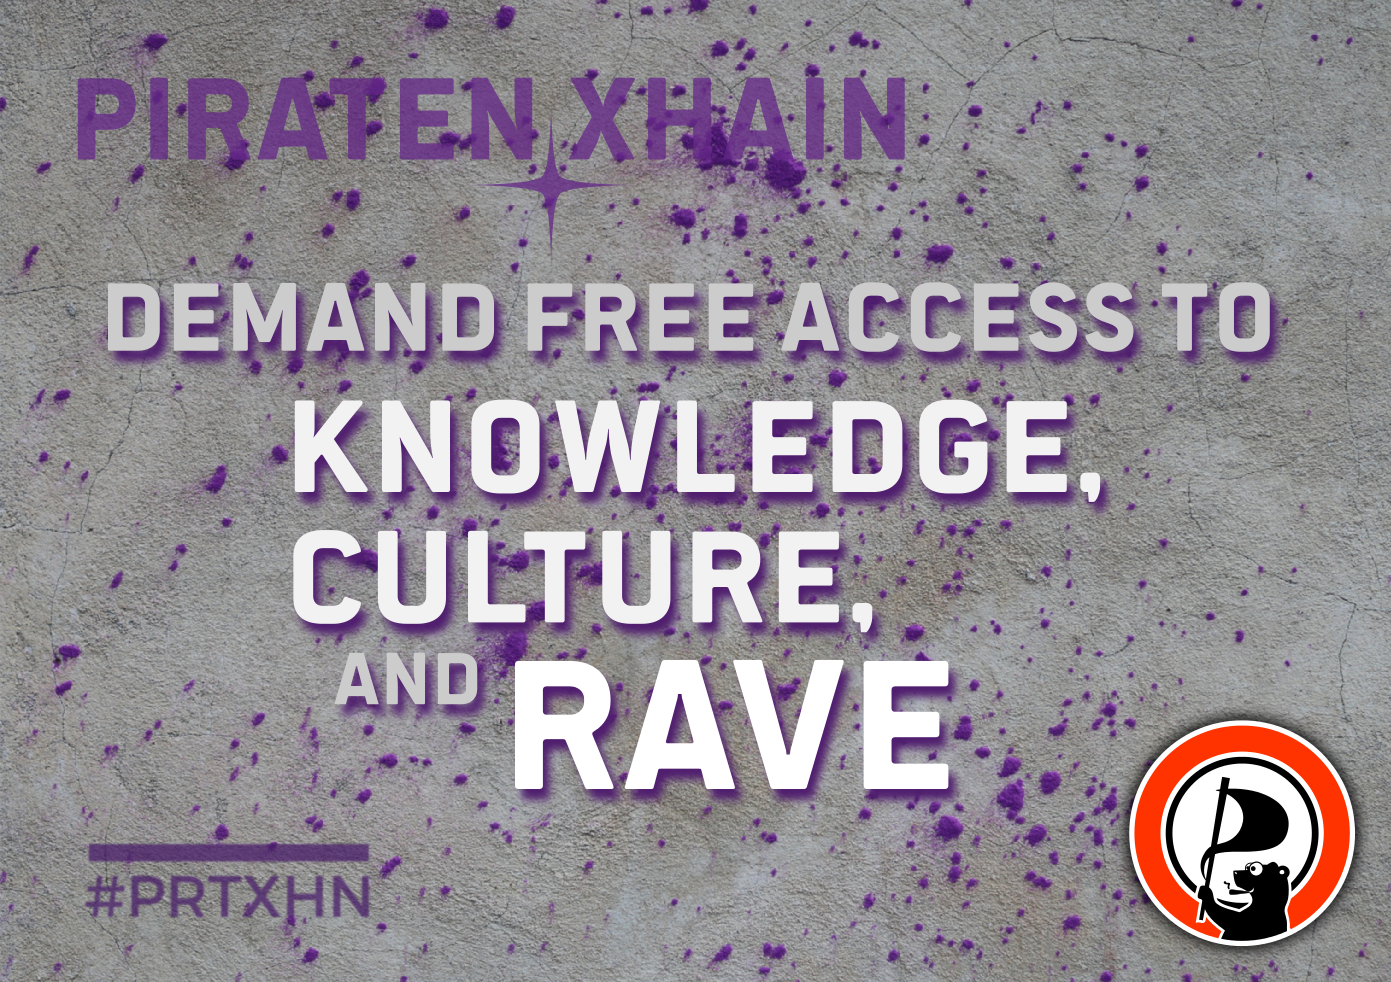 PIRATEN XHAIN
DEMAND FREE ACCESS TO
KNOWLEDGE,
CULTURE,
AND RAVE
#PRTXHN